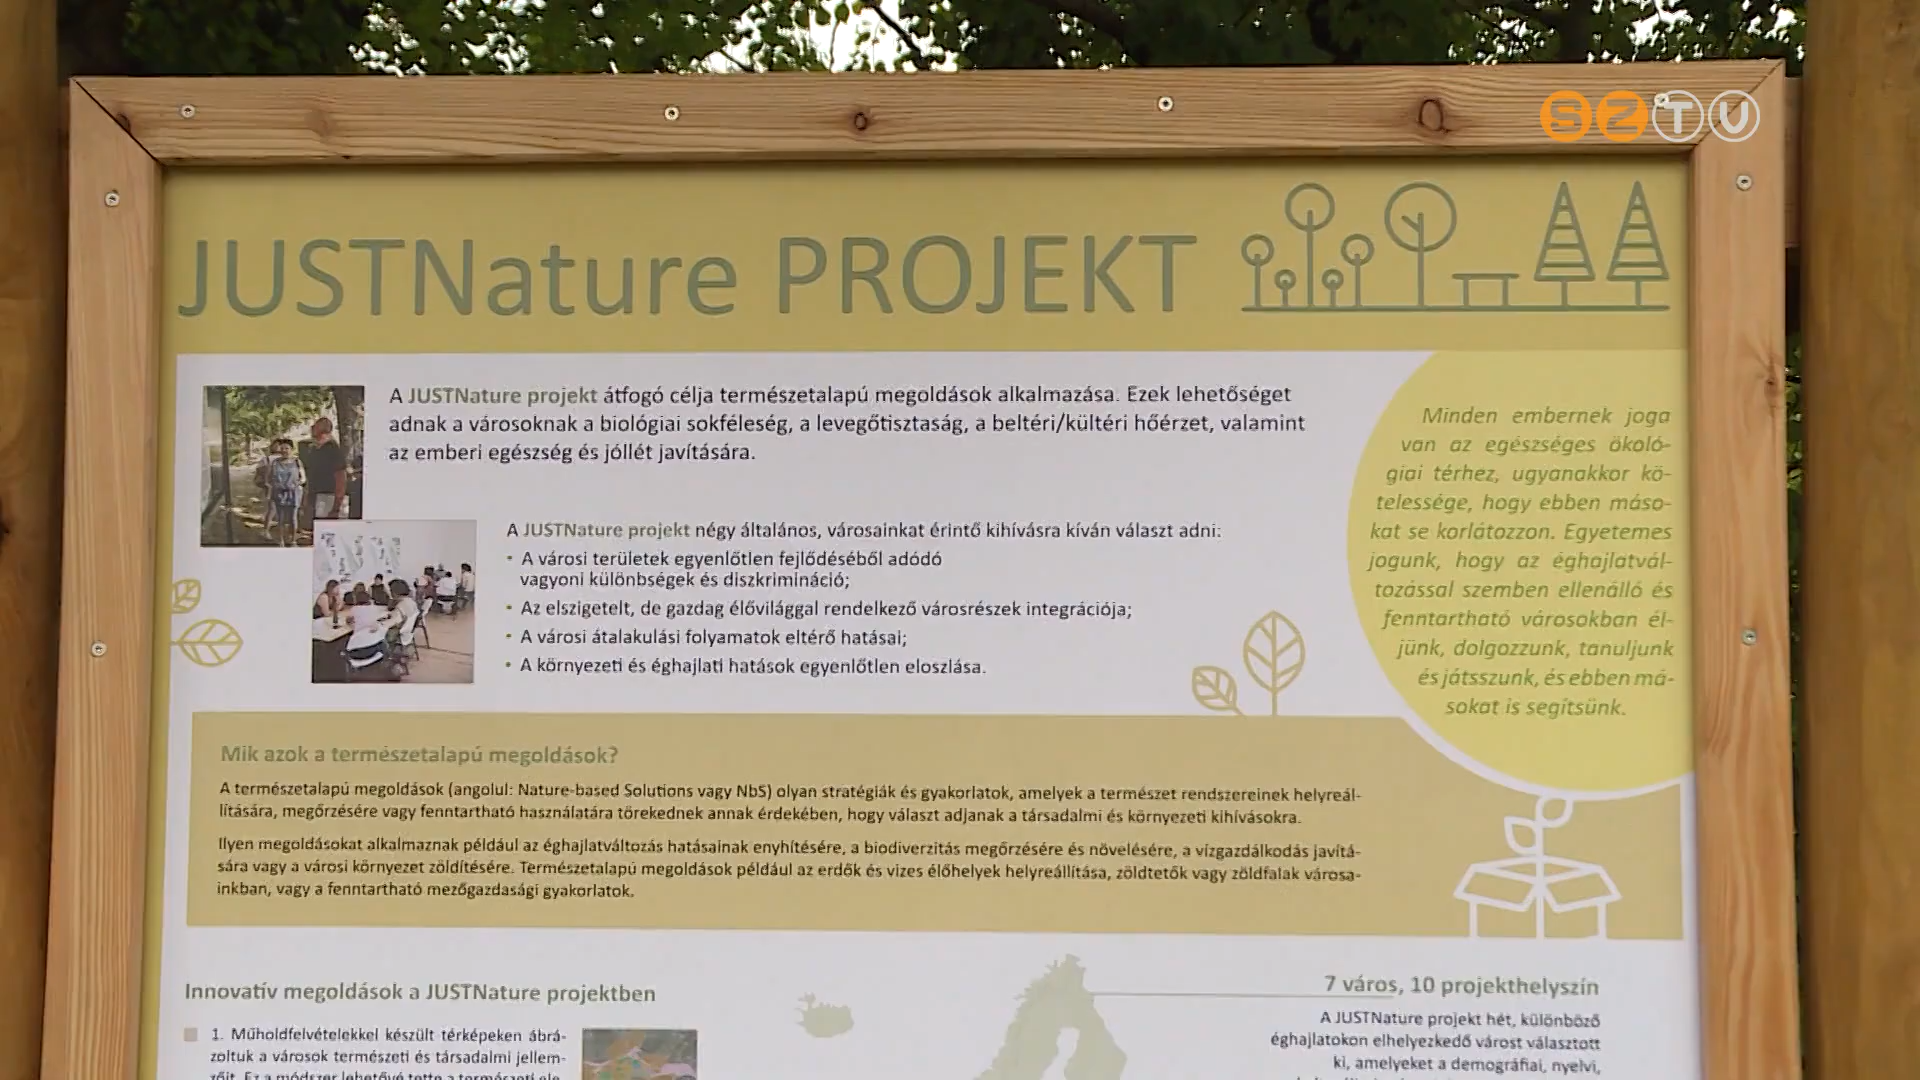 SZTV
JUSTNature PROJEKT
A JUSTNature projekt átfogó célja természetalapú megoldások alkalmazása. Ezek lehetőséget
adnak a városoknak a biológiai sokféleség, a levegőtisztaság, a beltéri/kültéri hőérzet, valamint
az emberi egészség és jóllét javítására.
A JUSTNature projekt négy általános, városainkat érintő kihívásra kíván választ adni:
• A városi területek egyenlőtlen fejlődéséből adódó
vagyoni különbségek és diszkrimináció;
• Az elszigetelt, de gazdag élővilággal rendelkező városrészek integrációja;
• A városi átalakulási folyamatok eltérő hatásai;
• A környezeti és éghajlati hatások egyenlőtlen eloszlása.
Minden embernek joga
van az egészséges ökoló-
giai térhez, ugyanakkor kö-
telessége, hogy ebben máso-
kat se korlátozzon. Egyetemes
jogunk, hogy az éghajlatvál-
tozással szemben ellenálló és
fenntartható városokban él-
jünk, dolgozzunk, tanuljunk
és játsszunk, és ebben má-
sokat is segítsünk.
Mik azok a természetalapú megoldások?
A természetalapú megoldások (angolul: Nature-based Solutions vagy NbS) olyan stratégiák és gyakorlatok, amelyek a természet rendszereinek helyreál-
lítására, megőrzésére vagy fenntartható használatára törekednek annak érdekében, hogy választ adjanak a társadalmi és környezeti kihívásokra.
Ilyen megoldásokat alkalmaznak például az éghajlatváltozás hatásainak enyhítésére, a biodiverzitás megőrzésére és növelésére, a vízgazdálkodás javítá-
sára vagy a városi környezet zöldítésére. Természetalapú megoldások például az erdők és vizes élőhelyek helyreállítása, zöldtetők vagy zöldfalak városa-
inkban, vagy a fenntartható mezőgazdasági gyakorlatok.
Innovatív megoldások a JUSTNature projektben
1. Műholdfelvételekkel készült térképeken ábrá-
zoltuk a városok természeti és társadalmi jellem-
zőit. Ez a módszer lehetővé tette a természeti ele-
7 város, 10 projekthelyszín
A JUSTNature projekt hét, különböző
éghajlatokon elhelyezkedő várost választott
ki, amelyeket a demográfiai, nyelvi,